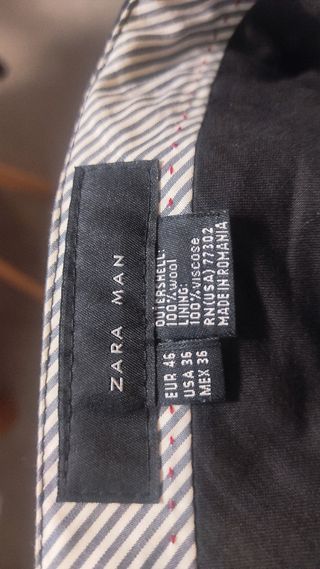 ZARA MAN
OUTERSHELL:
100% wool
LINING:
100% viscose
RN(USA) 77302
MADE IN ROMANIA
EUR 46
USA 36
MEX 36